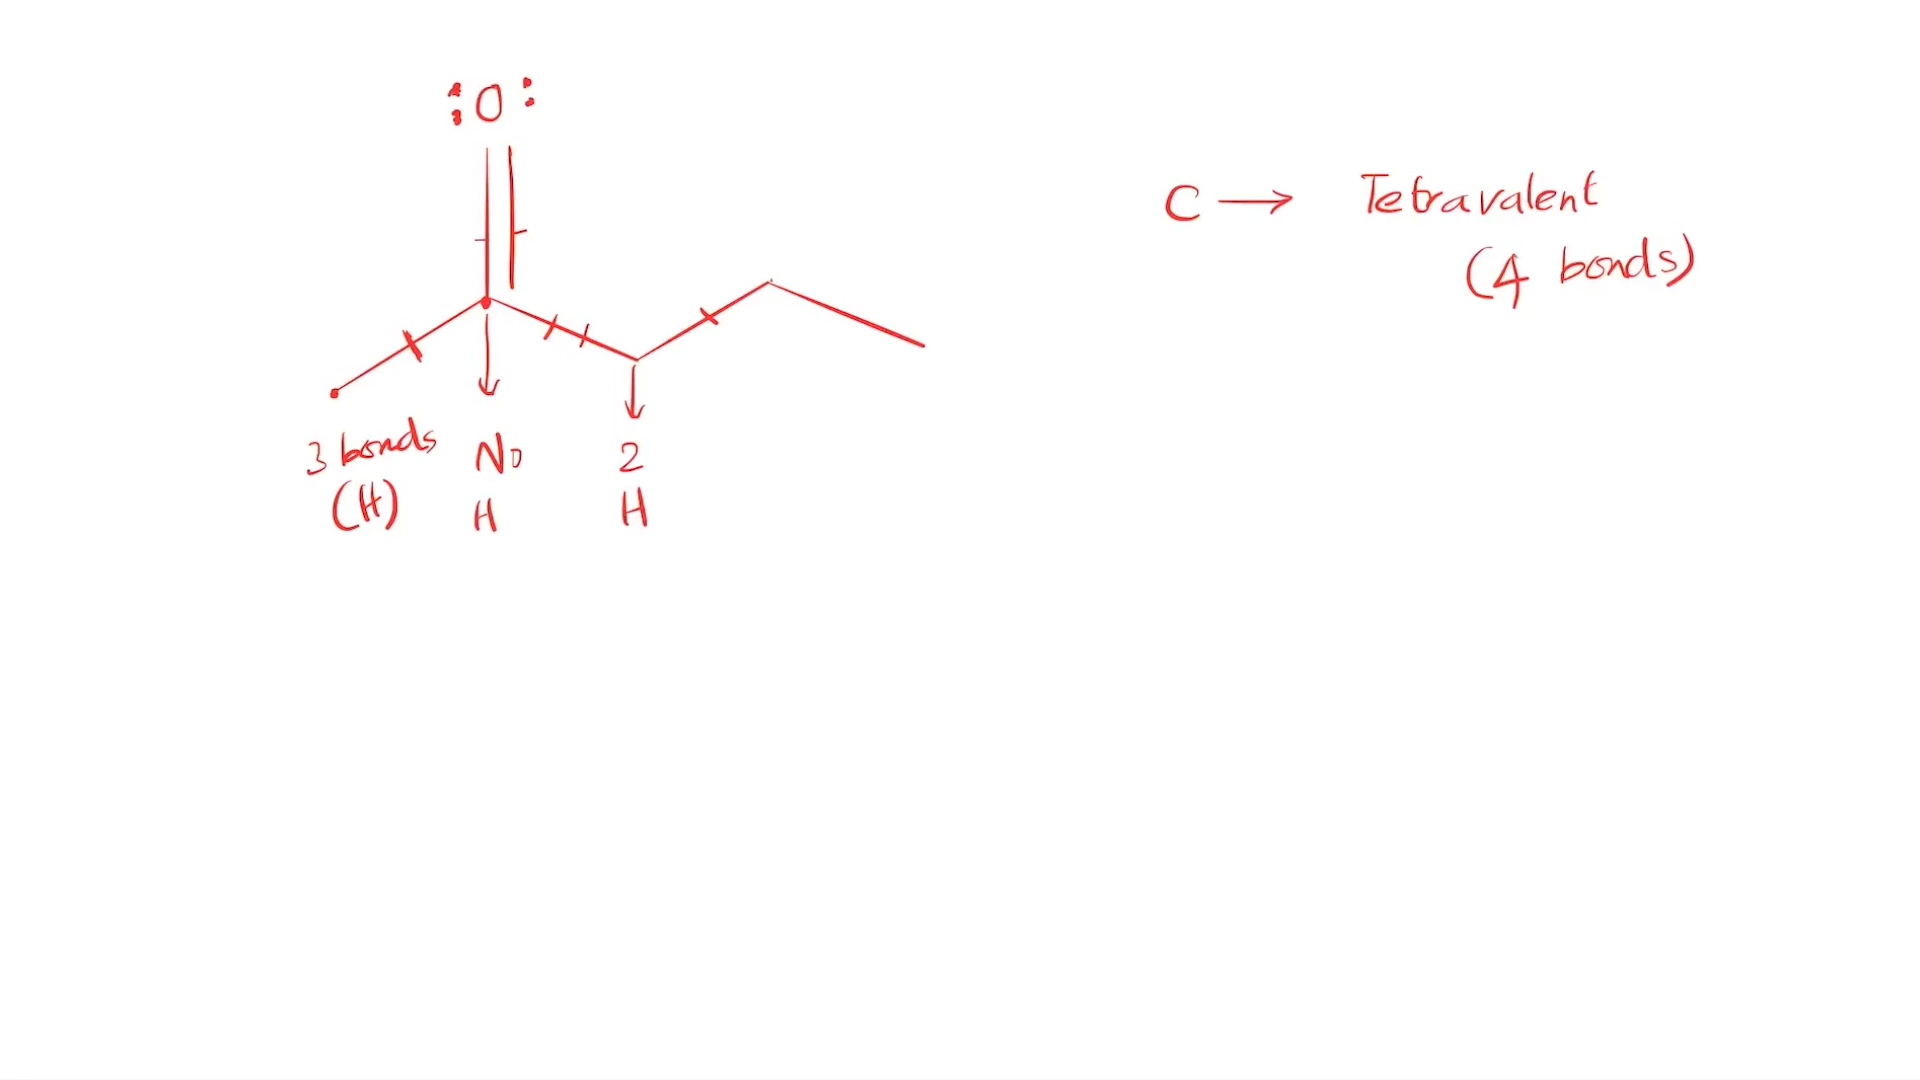 :O:
C → Tetravalent
(4 bonds)
3 bonds
(H)
No
H
2
H